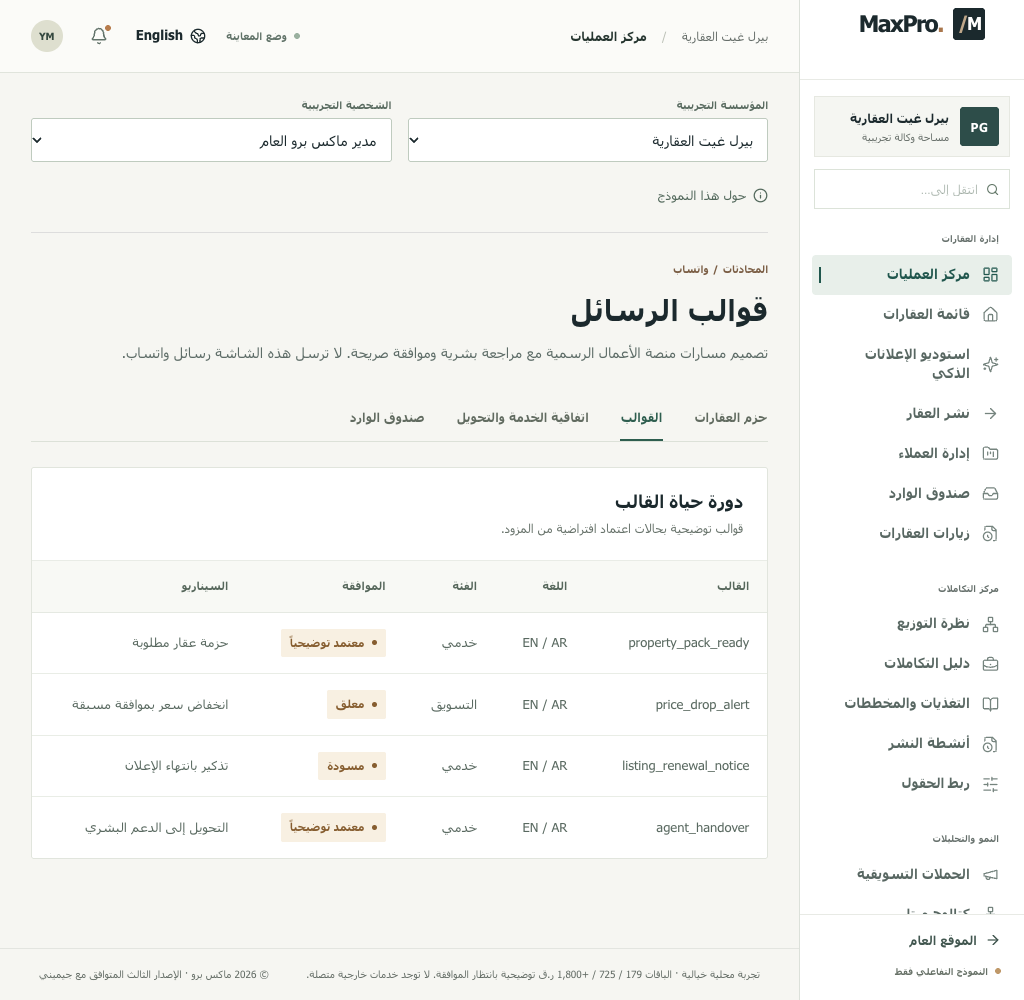 MaxPro.
/M
بيرل غيت العقارية / مركز العمليات
وضع المعاينة
English
YM
PG
بيرل غيت العقارية
مساحة وكالة تجريبية
انتقل إلى...
إدارة العقارات
مركز العمليات
قائمة العقارات
استوديو الإعلانات الذكي
نشر العقار
إدارة العملاء
صندوق الوارد
زيارات العقارات
مركز التكاملات
نظرة التوزيع
دليل التكاملات
التغذيات والمخططات
أنشطة النشر
ربط الحقول
النمو والتحليلات
الحملات التسويقية
الموقع العام
النموذج التفاعلي فقط
المؤسسة التجريبية
بيرل غيت العقارية
الشخصية التجريبية
مدير ماكس برو العام
حول هذا النموذج
المحادثات / واتساب
قوالب الرسائل
تصميم مسارات منصة الأعمال الرسمية مع مراجعة بشرية وموافقة صريحة. لا ترسل هذه الشاشة رسائل واتساب.
حزم العقارات
القوالب
اتفاقية الخدمة والتحويل
صندوق الوارد
دورة حياة القالب
قوالب توضيحية بحالات اعتماد افتراضية من المزود.
القالب اللغة الفئة الموافقة السيناريو
property_pack_ready EN / AR خدمي معتمد توضيحياً حزمة عقار مطلوبة
price_drop_alert EN / AR التسويق معلق انخفاض سعر بموافقة مسبقة
listing_renewal_notice EN / AR خدمي مسودة تذكير بانتهاء الإعلان
agent_handover EN / AR خدمي معتمد توضيحياً التحويل إلى الدعم البشري
تجربة محلية خيالية · الباقات 179 / 725 / +1,800 ر.ق توضيحية بانتظار الموافقة. لا توجد خدمات خارجية متصلة.
© 2026 ماكس برو · الإصدار الثالث المتوافق مع جيميني